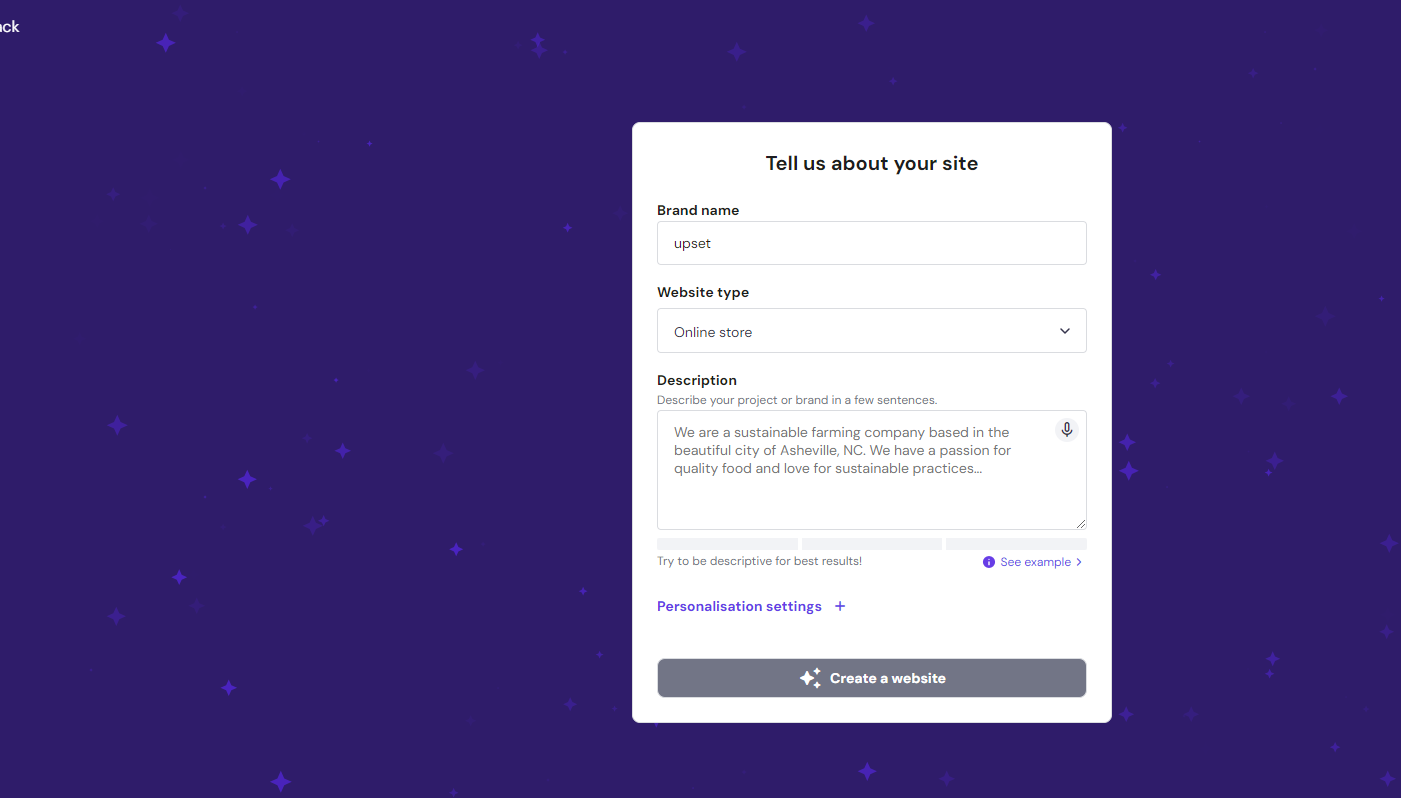 Tell us about your site
Brand name
upset
Website type
Online store
Description
Describe your project or brand in a few sentences.
We are a sustainable farming company based in the
beautiful city of Asheville, NC. We have a passion for
quality food and love for sustainable practices...
Try to be descriptive for best results!
See example
Personalisation settings +
Create a website